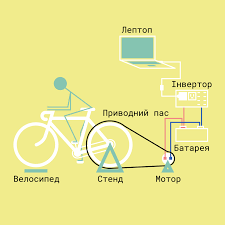 Лептоп
Інвертор
Приводний пас
Батарея
Велосипед
Стенд
Мотор